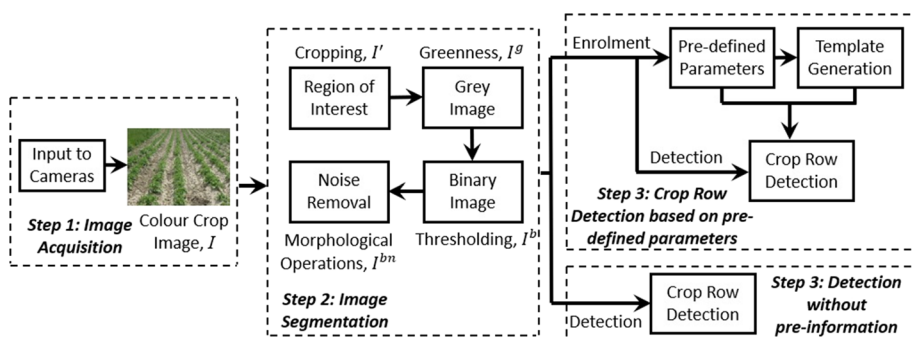 Input to
Cameras
Colour Crop
Image, I
Step 1: Image
Acquisition
Cropping, I′
Region of
Interest
Greenness, I^g
Grey
Image
Noise
Removal
Morphological
Operations, I^bn
Binary
Image
Thresholding, I^b
Step 2: Image
Segmentation
Enrolment
Pre-defined
Parameters
Template
Generation
Detection
Crop Row
Detection
Step 3: Crop Row
Detection based on pre-
defined parameters
Detection
Crop Row
Detection
Step 3: Detection
without
pre-information